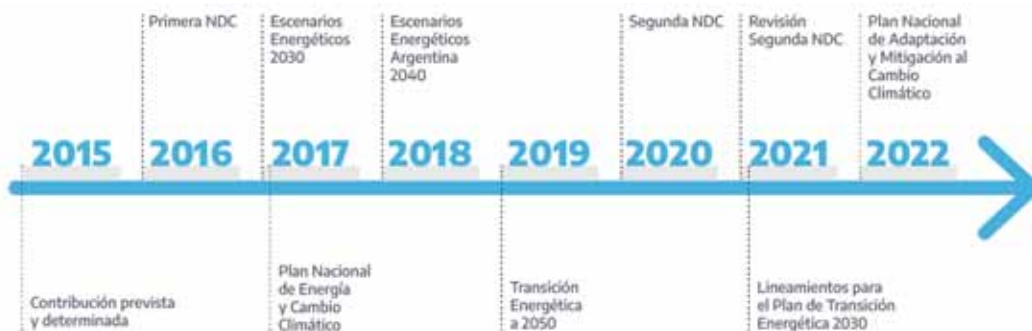 Primera NDC
Escenarios
Energéticos
2030
Escenarios
Energéticos
Argentina
2040
Segunda NDC
Revisión
Segunda NDC
Plan Nacional
de Adaptación
y Mitigación al
Cambio
Climático
2015
2016
2017
2018
2019
2020
2021
2022
Contribución prevista
y determinada
Plan Nacional
de Energía
y Cambio
Climático
Transición
Energética
a 2050
Lineamientos para
el Plan de Transición
Energética 2030